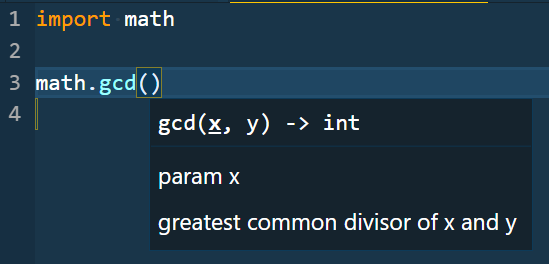 1 import math
2
3 math.gcd()
4
gcd(x, y) -> int
param x
greatest common divisor of x and y